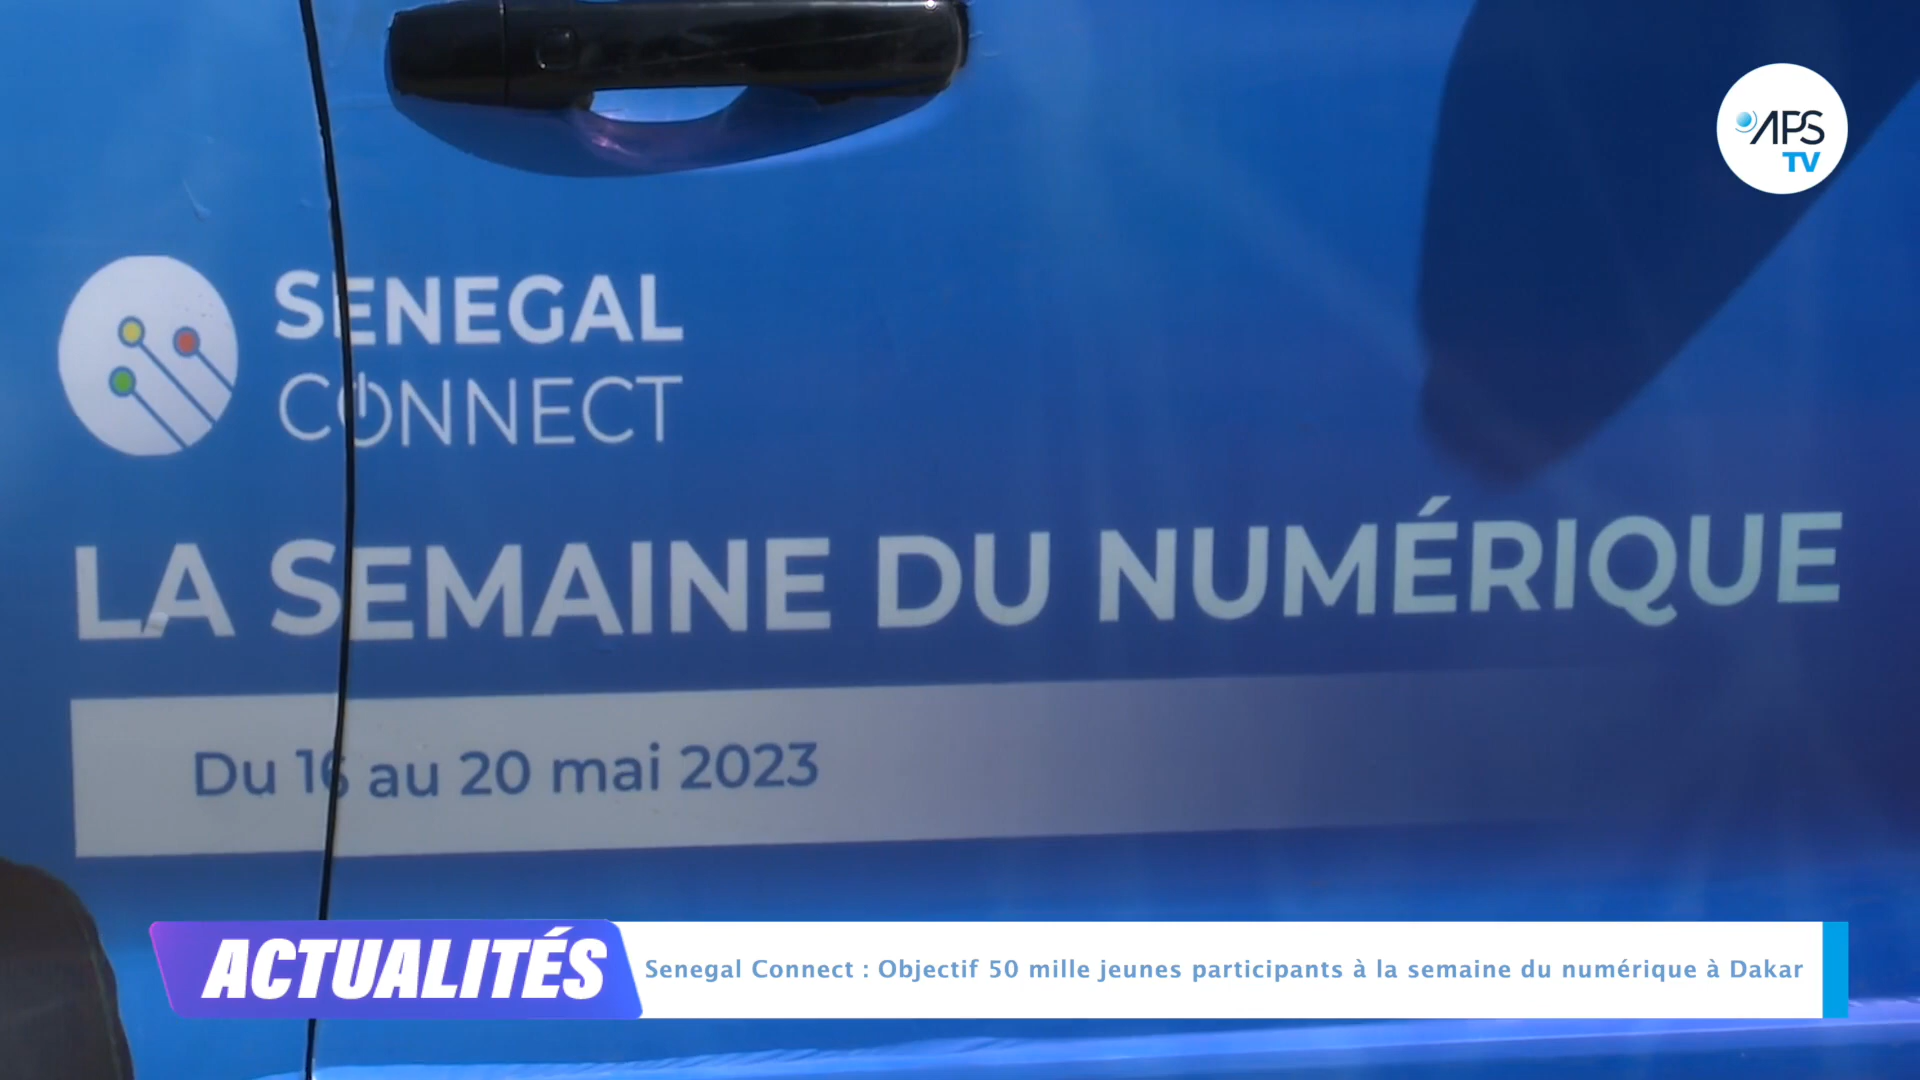 APS
TV
SENEGAL
CONNECT
LA SEMAINE DU NUMÉRIQUE
Du 16 au 20 mai 2023
ACTUALITÉS
Senegal Connect : Objectif 50 mille jeunes participants à la semaine du numérique à Dakar